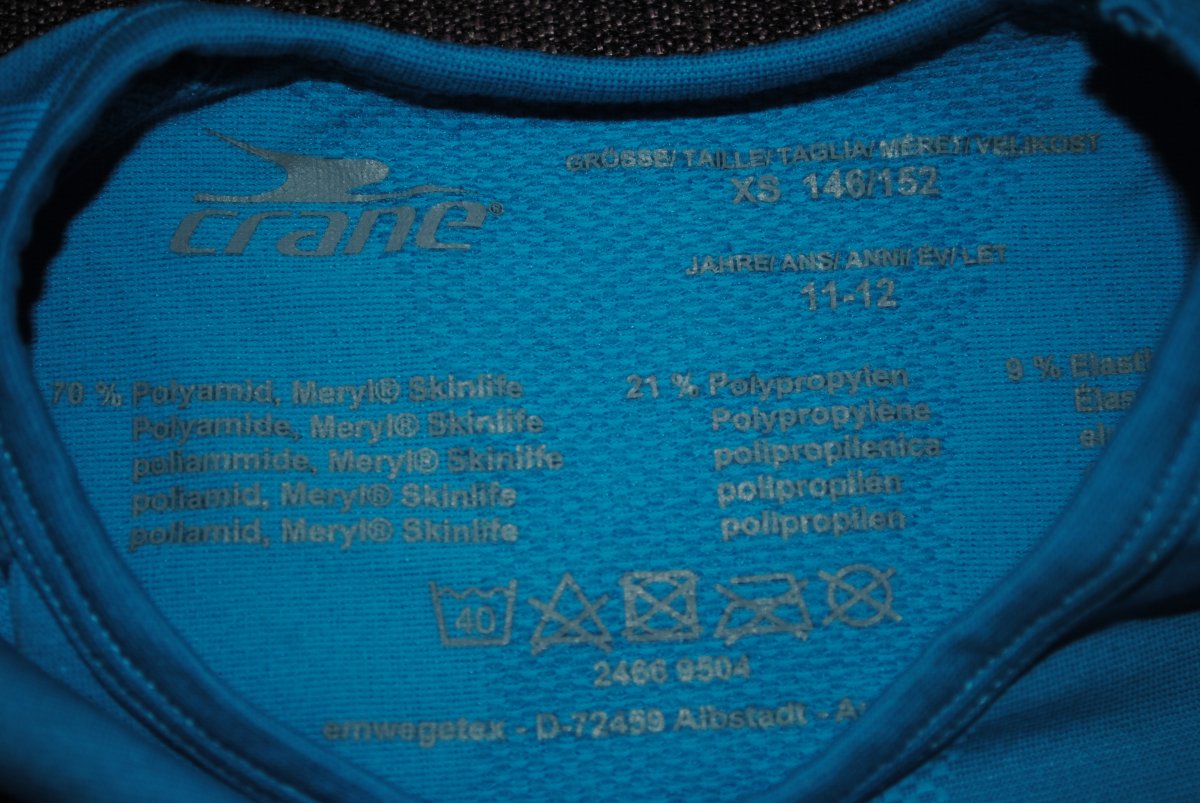 crane®
GRÖSSE/ TAILLE/ TAGLIA/ MÉRET/ VELIKOST
XS 146/152
JAHRE/ ANS/ ANNI/ ÉV/ LET
11-12
70 % Polyamid, Meryl® Skinlife
Polyamide, Meryl® Skinlife
poliammide, Meryl® Skinlife
poliamid, Meryl® Skinlife
poliamid, Meryl® Skinlife
21 % Polypropylen
Polypropylène
polipropilenica
polipropilén
polipropilen
9 %
40
2466 9504
emwegetex - D-72459 Albstadt -